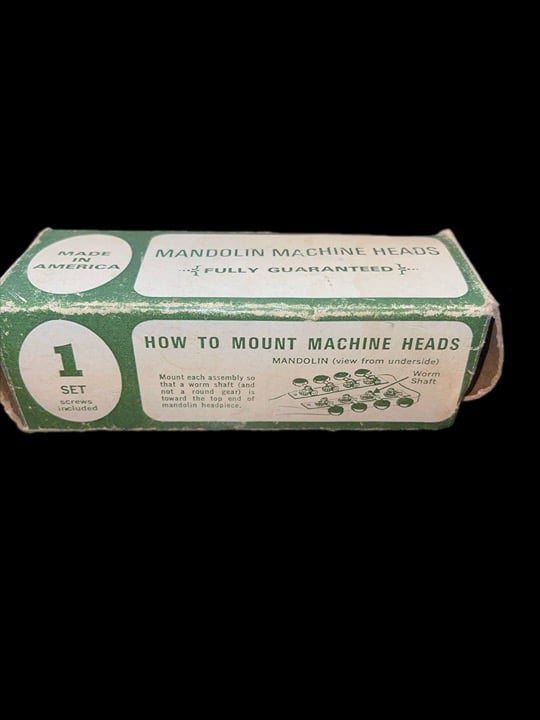 MADE
IN
AMERICA
MANDOLIN MACHINE HEADS
FULLY GUARANTEED
1
SET
screws
included
HOW TO MOUNT MACHINE HEADS
MANDOLIN (view from underside)
Mount each assembly so
that a worm shaft (and
not a round gear) is
toward the top end of
mandolin headpiece.
Worm
Shaft